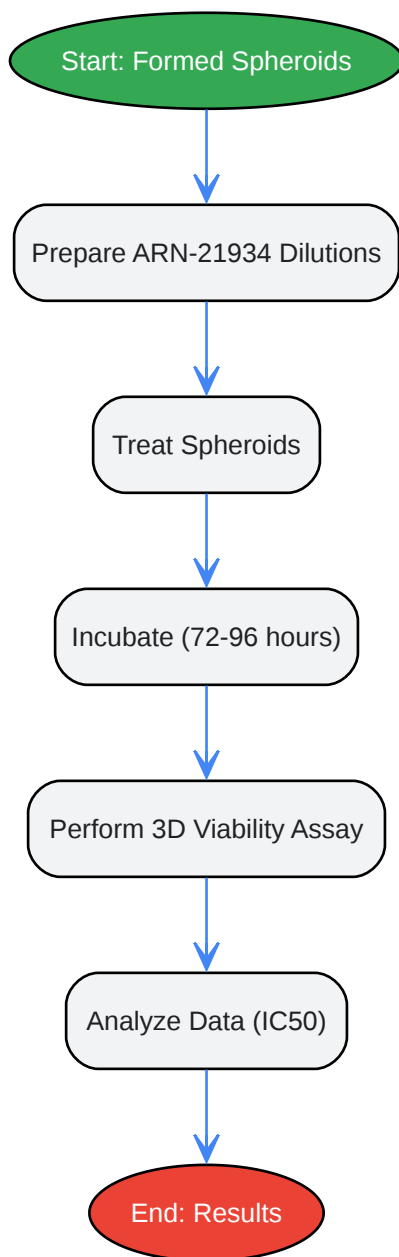 Start: Formed Spheroids
Prepare ARN-21934 Dilutions
Treat Spheroids
Incubate (72-96 hours)
Perform 3D Viability Assay
Analyze Data (IC50)
End: Results